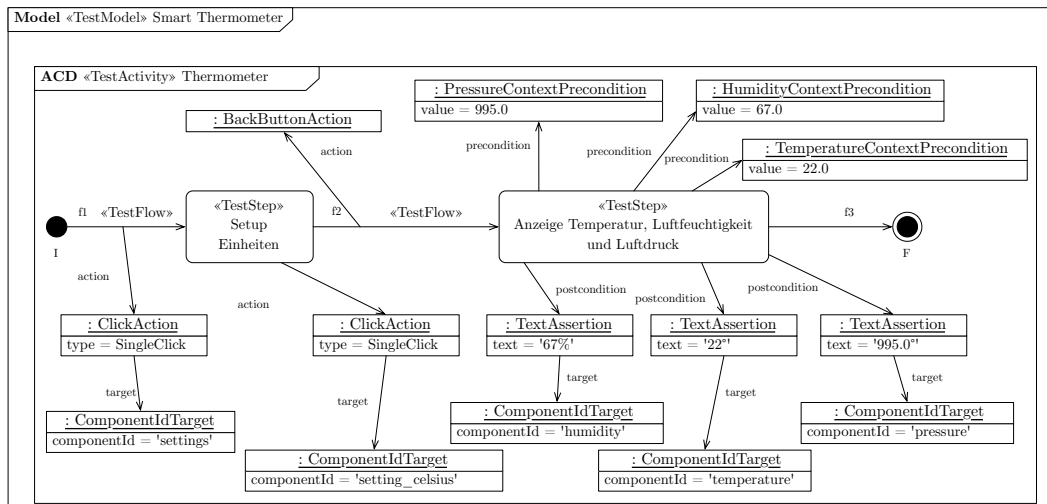 Model «TestModel» Smart Thermometer
ACD «TestActivity» Thermometer
: PressureContextPrecondition
value = 995.0
: HumidityContextPrecondition
value = 67.0
: BackButtonAction
: TemperatureContextPrecondition
value = 22.0
action
precondition
precondition
precondition
f1
«TestFlow»
«TestStep»
Setup
Einheiten
f2
«TestFlow»
«TestStep»
Anzeige Temperatur, Luftfeuchtigkeit
und Luftdruck
f3
I
F
action
action
postcondition
postcondition
postcondition
: ClickAction
type = SingleClick
: ClickAction
type = SingleClick
: TextAssertion
text = '67%'
: TextAssertion
text = '22°'
: TextAssertion
text = '995.0°'
target
target
target
target
target
: ComponentIdTarget
componentId = 'settings'
: ComponentIdTarget
componentId = 'humidity'
: ComponentIdTarget
componentId = 'pressure'
: ComponentIdTarget
componentId = 'setting_celsius'
: ComponentIdTarget
componentId = 'temperature'